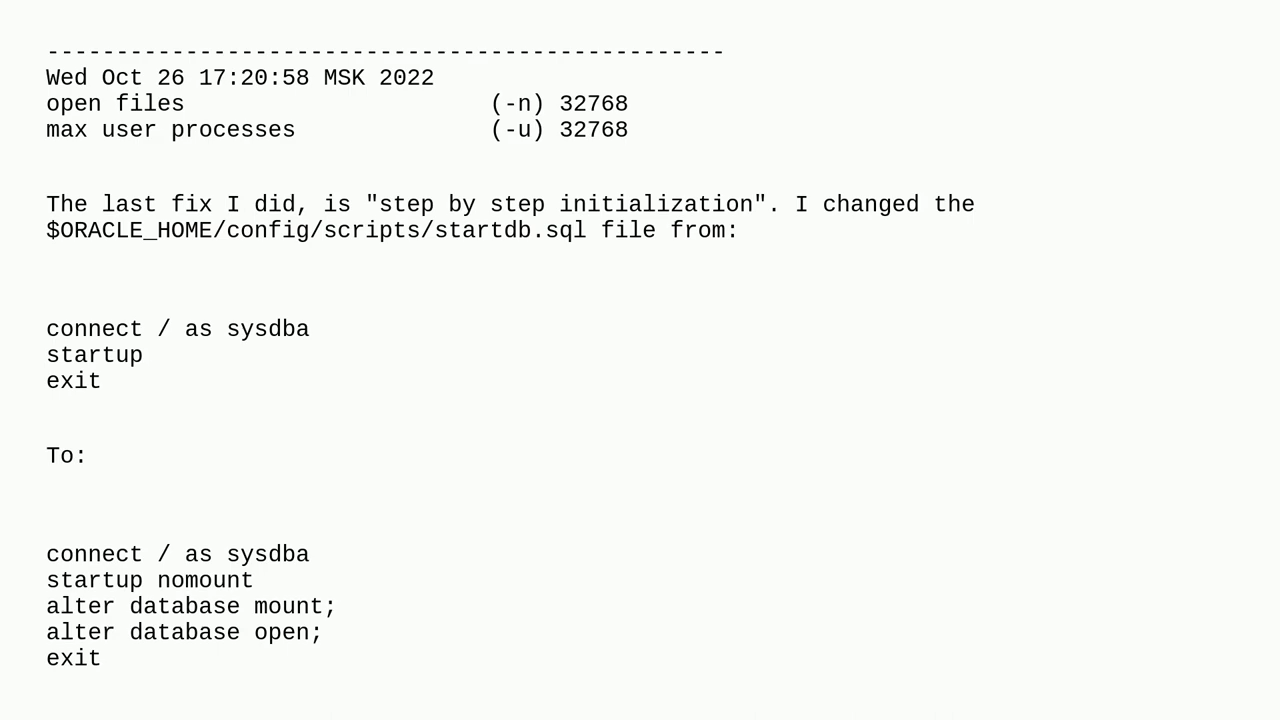 -------------------------------------------------
Wed Oct 26 17:20:58 MSK 2022
open files                      (-n) 32768
max user processes              (-u) 32768
The last fix I did, is "step by step initialization". I changed the
$ORACLE_HOME/config/scripts/startdb.sql file from:
connect / as sysdba
startup
exit
To:
connect / as sysdba
startup nomount
alter database mount;
alter database open;
exit